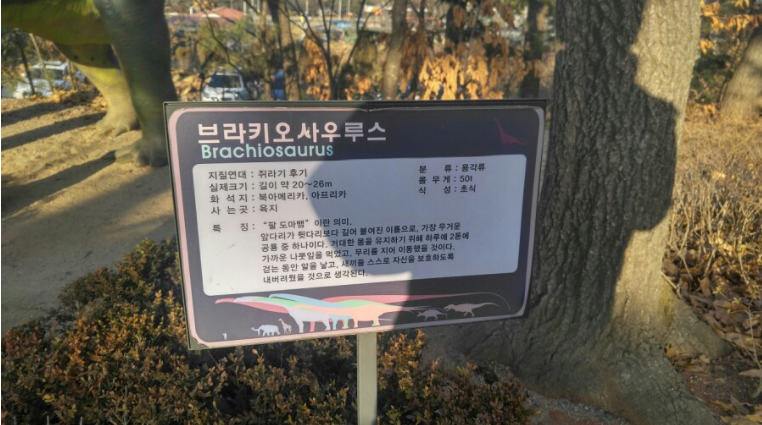 브라키오싸우루스
Brachiosaurus
지질연대 : 쥐라기 후기
분 류 : 용각류
실제크기 : 길이 약 20~26m
몸 무 게 : 50t
화 석 지 : 북아메리카, 아프리카
식 성 : 초식
사 는 곳 : 육지
특 징 : “팔 도마뱀”이란 의미.
앞다리가 뒷다리보다 길어 붙여진 이름으로, 가장 무거운
공룡 중 하나이다. 거대한 몸을 유지하기 위해 하루에 2톤에
가까운 나뭇잎을 먹었고, 무리를 지어 이동했을 것이다.
걷는 동안 알을 낳고, 새끼을 스스로 자신을 보호하도록
내버려뒀을 것으로 생각된다.